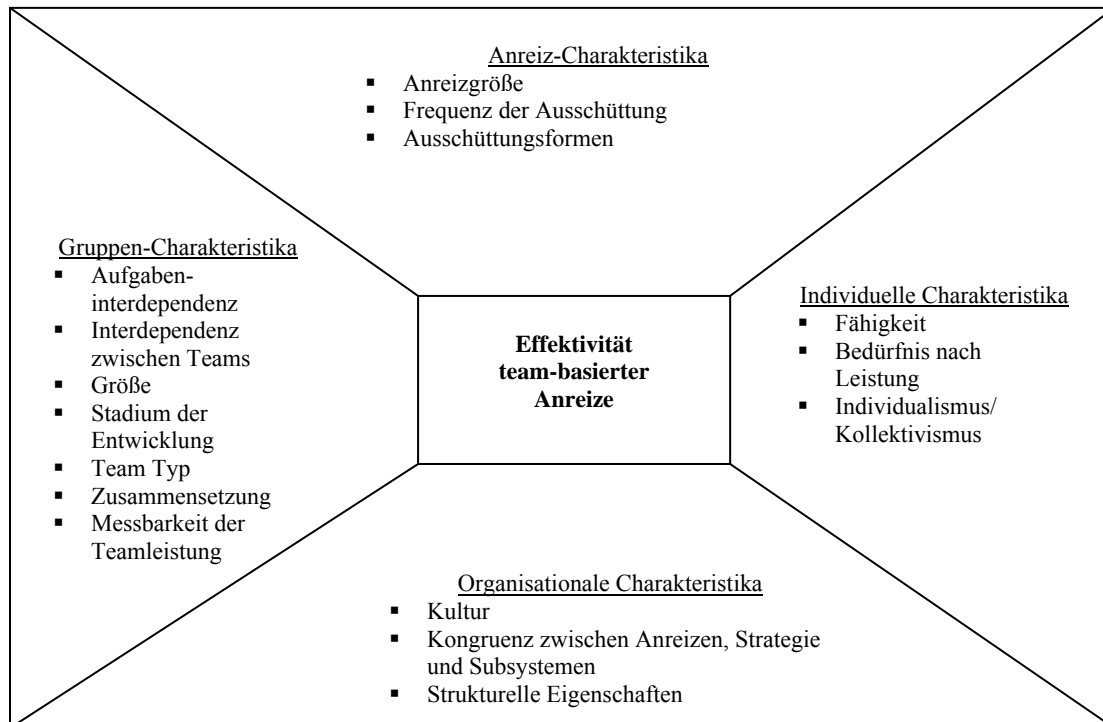 Anreiz-Charakteristika
▪ Anreizgröße
▪ Frequenz der Ausschüttung
▪ Ausschüttungsformen
Gruppen-Charakteristika
▪ Aufgaben-
interdependenz
▪ Interdependenz
zwischen Teams
▪ Größe
▪ Stadium der
Entwicklung
▪ Team Typ
▪ Zusammensetzung
▪ Messbarkeit der
Teamleistung
Effektivität
team-basierter
Anreize
Individuelle Charakteristika
▪ Fähigkeit
▪ Bedürfnis nach
Leistung
▪ Individualismus/
Kollektivismus
Organisationale Charakteristika
▪ Kultur
▪ Kongruenz zwischen Anreizen, Strategie
und Subsystemen
▪ Strukturelle Eigenschaften